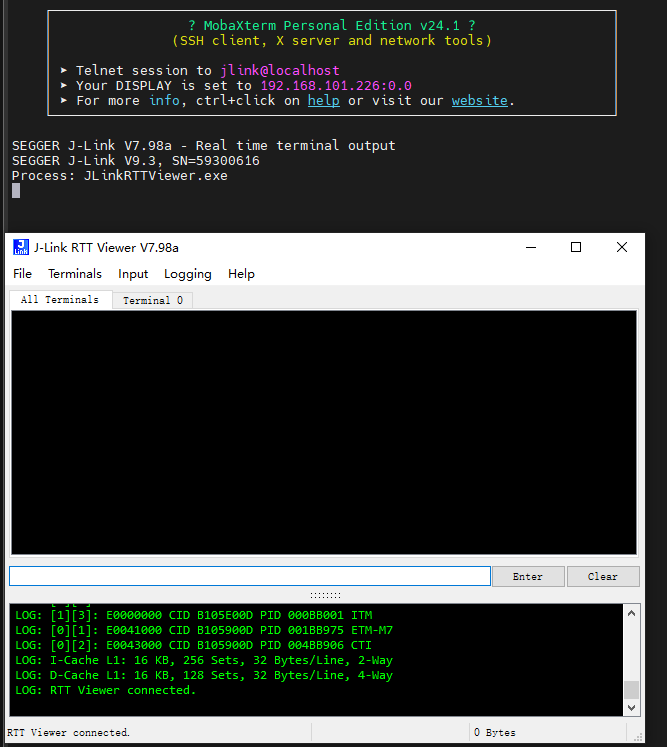 ? MobaXterm Personal Edition v24.1 ?
(SSH client, X server and network tools)
➤ Telnet session to jlink@localhost
➤ Your DISPLAY is set to 192.168.101.226:0.0
➤ For more info, ctrl+click on help or visit our website.
SEGGER J-Link V7.98a - Real time terminal output
SEGGER J-Link V9.3, SN=59300616
Process: JLinkRTTViewer.exe
J-Link RTT Viewer V7.98a
File Terminals Input Logging Help
All Terminals Terminal 0
Enter Clear
LOG: [1][3]: E0000000 CID B105E00D PID 000BB001 ITM
LOG: [0][1]: E0041000 CID B105900D PID 001BB975 ETM-M7
LOG: [0][2]: E0043000 CID B105900D PID 004BB906 CTI
LOG: I-Cache L1: 16 KB, 256 Sets, 32 Bytes/Line, 2-Way
LOG: D-Cache L1: 16 KB, 128 Sets, 32 Bytes/Line, 4-Way
LOG: RTT Viewer connected.
RTT Viewer connected. 0 Bytes